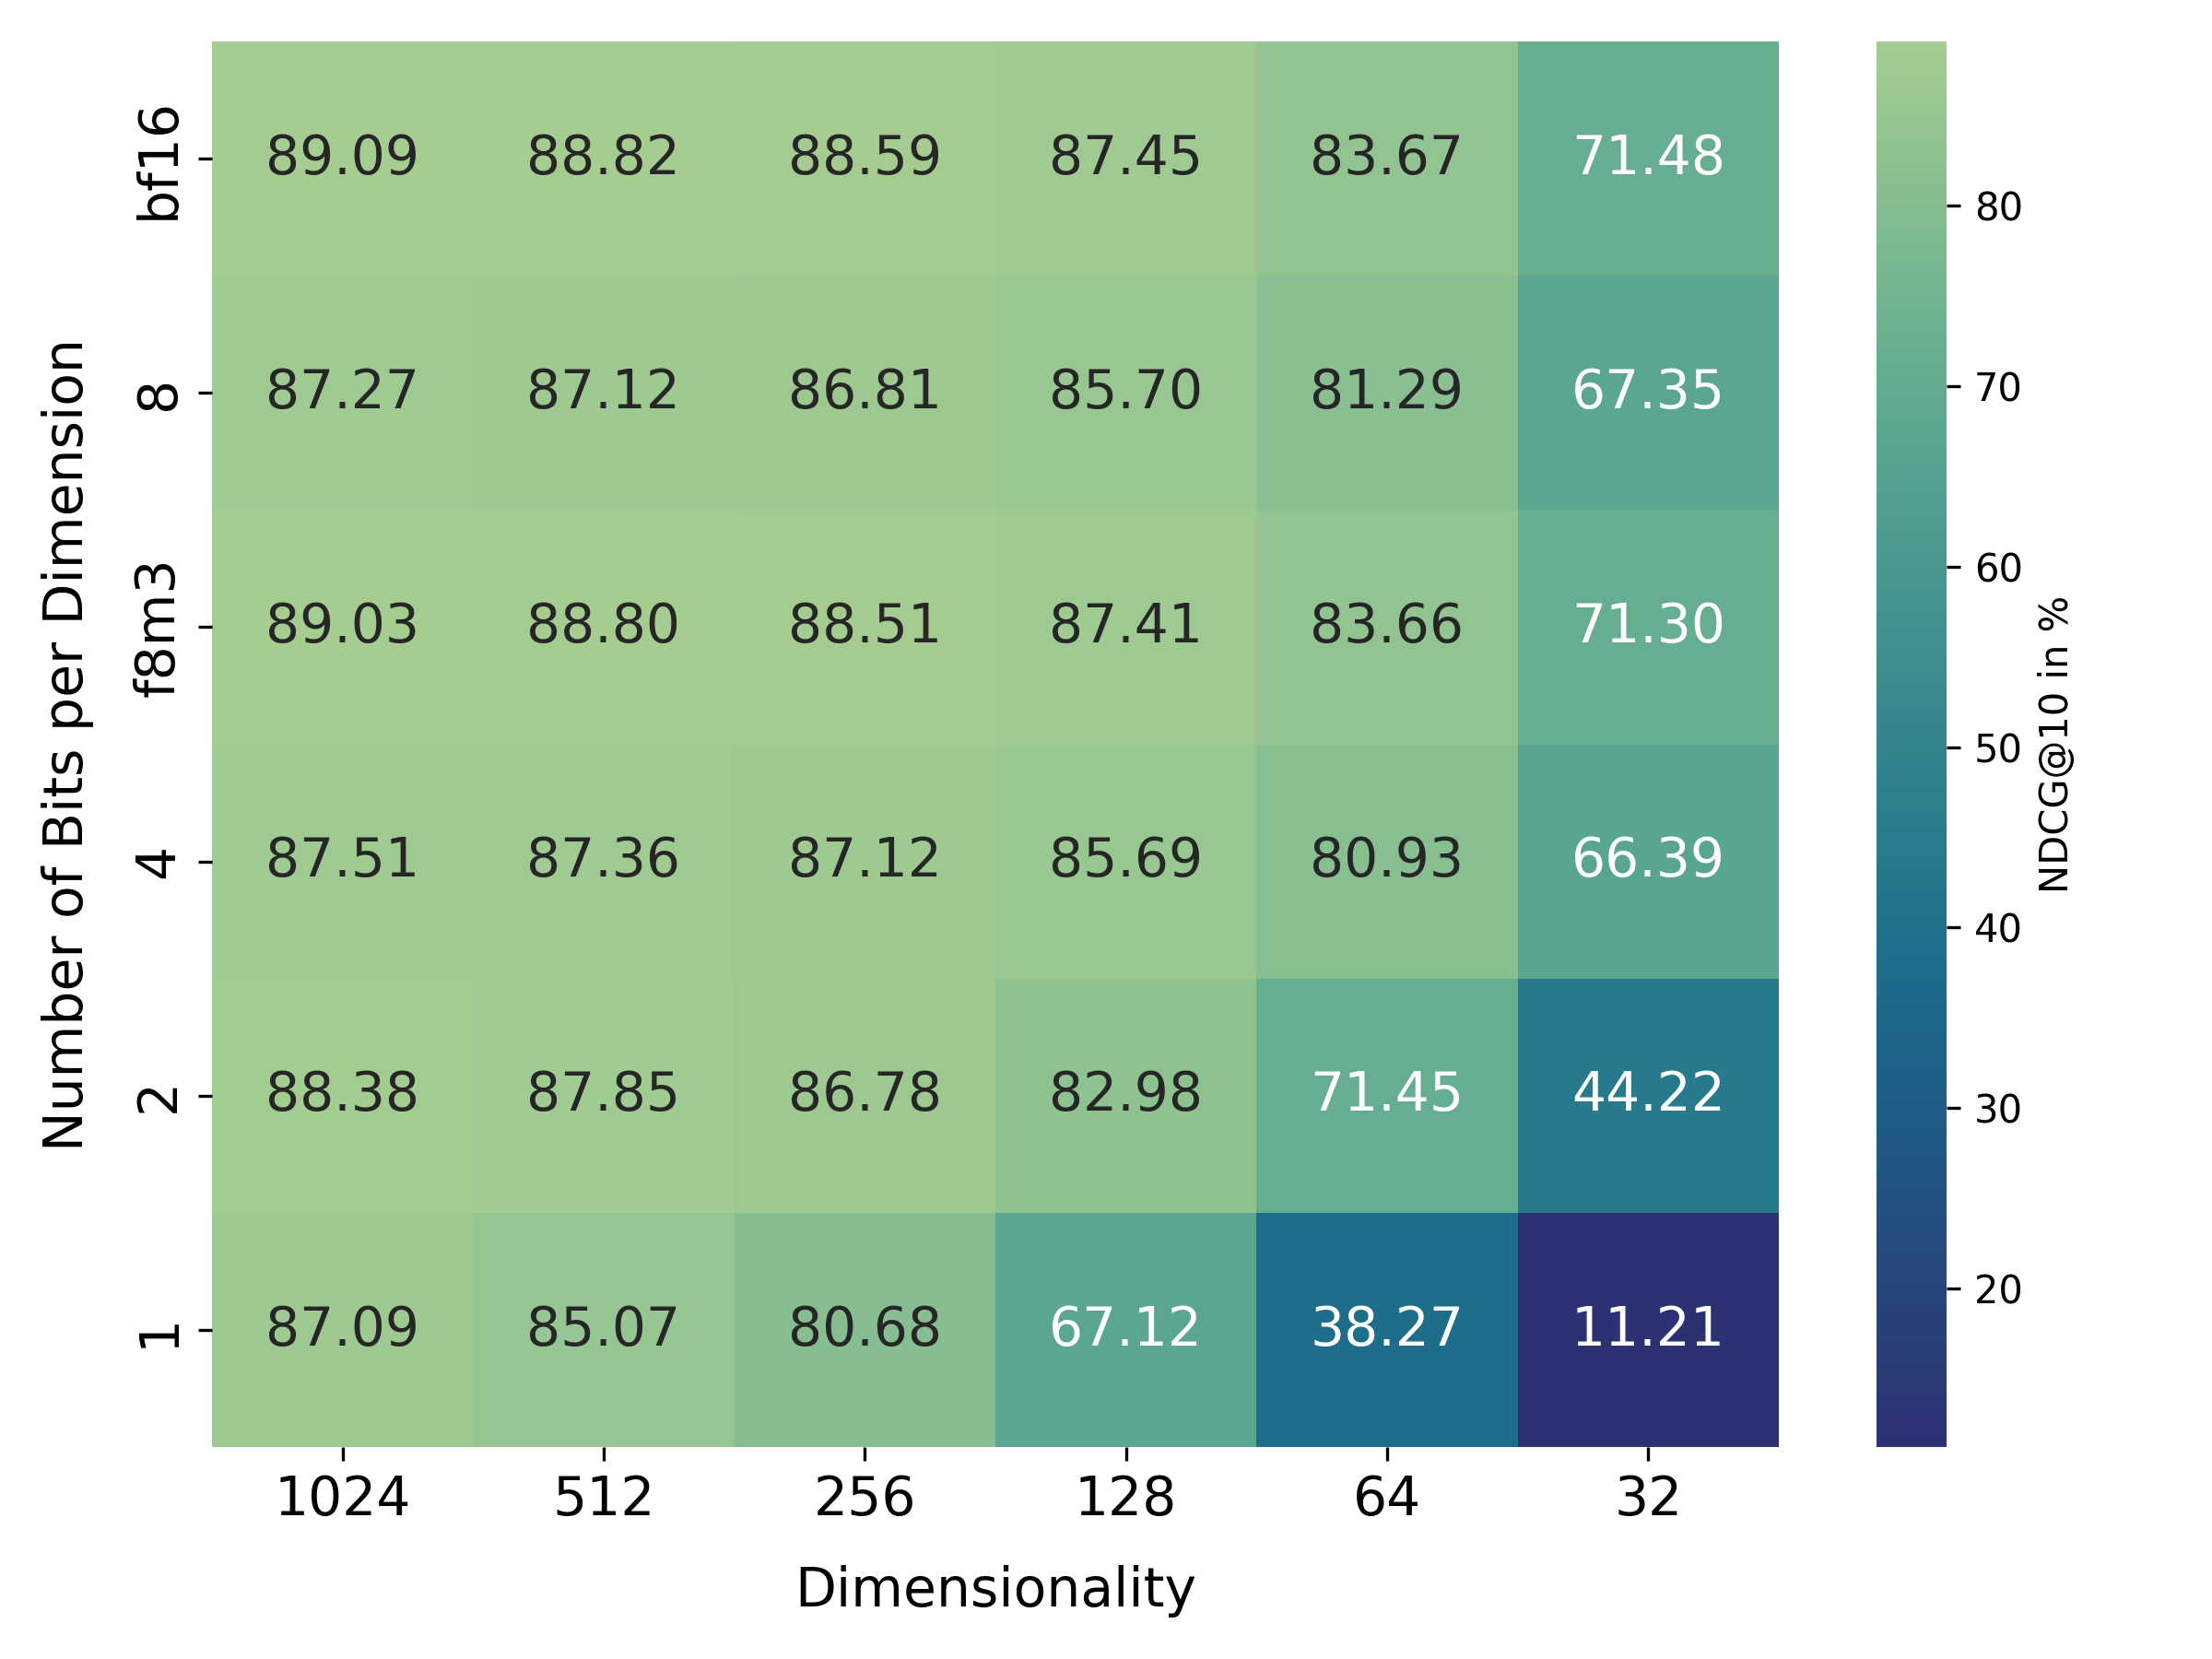 Number of Bits per Dimension
bf16 89.09 88.82 88.59 87.45 83.67 71.48
8 87.27 87.12 86.81 85.70 81.29 67.35
f8m3 89.03 88.80 88.51 87.41 83.66 71.30
4 87.51 87.36 87.12 85.69 80.93 66.39
2 88.38 87.85 86.78 82.98 71.45 44.22
1 87.09 85.07 80.68 67.12 38.27 11.21
1024 512 256 128 64 32
Dimensionality
80
70
60
50
40
30
20
NDCG@10 in %